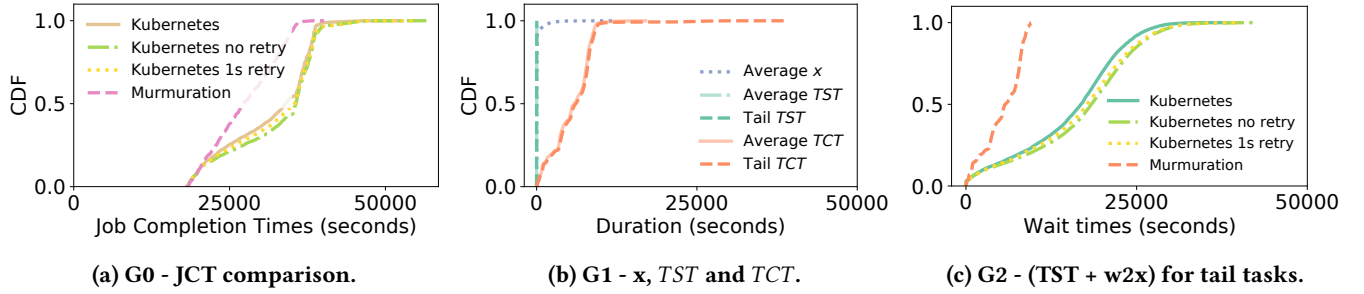 CDF
1.0
0.5
0.0
Kubernetes
Kubernetes no retry
Kubernetes 1s retry
Murmuration
25000
50000
Job Completion Times (seconds)
(a) G0 - JCT comparison.
CDF
1.0
0.5
0.0
Average x
Average TST
Tail TST
Average TCT
Tail TCT
0
25000
50000
Duration (seconds)
(b) G1 - x, TST and TCT.
CDF
1.0
0.5
0.0
Kubernetes
Kubernetes no retry
Kubernetes 1s retry
Murmuration
0
25000
50000
Wait times (seconds)
(c) G2 - (TST + w2x) for tail tasks.